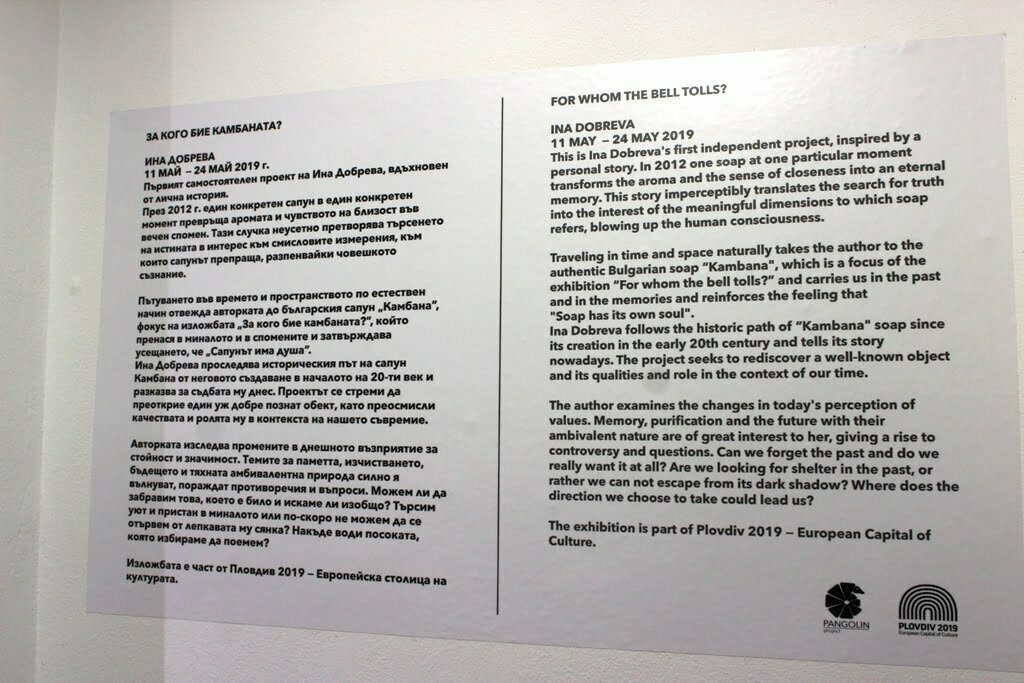 ЗА КОГО БИЕ КАМБАНАТА?
ИНА ДОБРЕВА
11 МАЙ – 24 МАЙ 2019 г.
Първият самостоятелен проект на Ина Добрева, вдъхновен
от лична история.
През 2012 г. един конкретен сапун в един конкретен
момент превръща аромата и чувството на близост във
вечен спомен. Тази случка неусетно претворява търсенето
на истината в интерес към смисловите измерения, към
които сапунът препраща, разпенвайки човешкото
съзнание.
Пътуването във времето и пространството по естествен
начин отвежда авторката до българския сапун „Камбана“,
фокус на изложбата „За кого бие камбаната?“, който
пренася в миналото и в спомените и затвърждава
усещането, че „Сапунът има душа“.
Ина Добрева проследява историческия път на сапун
Камбана от неговото създаване в началото на 20-ти век и
разказва за съдбата му днес. Проектът се стреми да
преоткрие един уж добре познат обект, като преосмисли
качествата и ролята му в контекста на нашето съвремие.
Авторката изследва промените в днешното възприятие за
стойност и значимост. Темите за паметта, изчистването,
бъдещето и тяхната амбивалентна природа силно я
вълнуват, пораждат противоречия и въпроси. Можем ли да
забравим това, което е било и искаме ли изобщо? Търсим
уют и пристан в миналото или по-скоро не можем да се
отървем от лепкавата му сянка? Накъде води посоката,
която избираме да поемем?
Изложбата е част от Пловдив 2019 – Европейска столица на
културата.
FOR WHOM THE BELL TOLLS?
INA DOBREVA
11 MAY – 24 MAY 2019
This is Ina Dobreva's first independent project, inspired by a
personal story. In 2012 one soap at one particular moment
transforms the aroma and the sense of closeness into an eternal
memory. This story imperceptibly translates the search for truth
into the interest of the meaningful dimensions to which soap
refers, blowing up the human consciousness.
Traveling in time and space naturally takes the author to the
authentic Bulgarian soap “Kambana", which is a focus of the
exhibition “For whom the bell tolls?” and carries us in the past
and in the memories and reinforces the feeling that
"Soap has its own soul".
Ina Dobreva follows the historic path of “Kambana" soap since
its creation in the early 20th century and tells its story
nowadays. The project seeks to rediscover a well-known object
and its qualities and role in the context of our time.
The author examines the changes in today's perception of
values. Memory, purification and the future with their
ambivalent nature are of great interest to her, giving a rise to
controversy and questions. Can we forget the past and do we
really want it at all? Are we looking for shelter in the past, or
rather we can not escape from its dark shadow? Where does the
direction we choose to take could lead us?
The exhibition is part of Plovdiv 2019 – European Capital of
Culture.
PANGOLIN
project
PLOVDIV 2019
European Capital of Culture